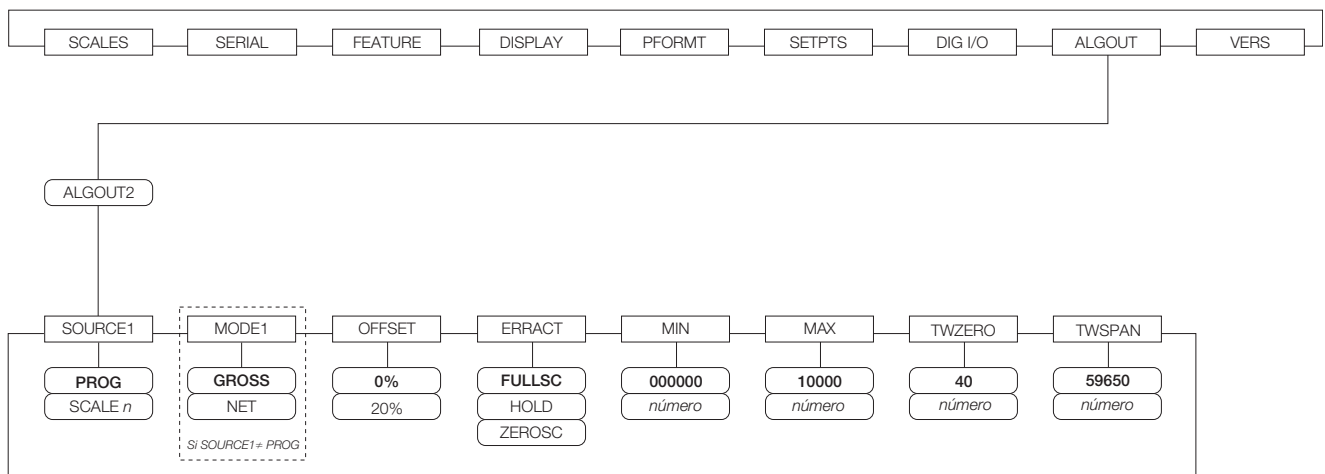 SCALES SERIAL FEATURE DISPLAY PFORMT SETPTS DIG I/O ALGOUT VERS
ALGOUT2
SOURCE1 MODE1 OFFSET ERRACT MIN MAX TWZERO TWSPAN
PROG GROSS 0% FULLSC 000000 10000 40 59650
SCALE n NET 20% HOLD número número número número
ZEROSC
Si SOURCE1≠ PROG